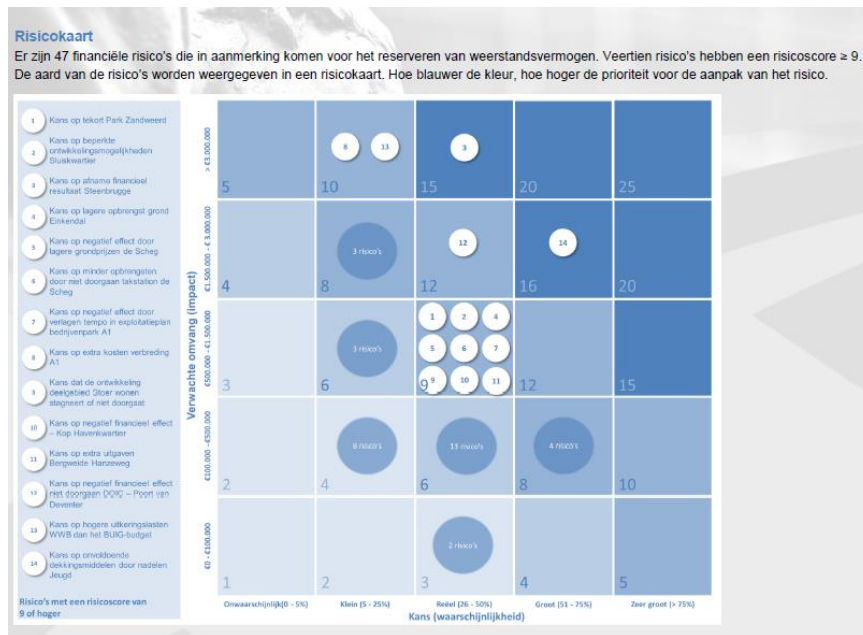 Risicokaart
Er zijn 47 financiële risico's die in aanmerking komen voor het reserveren van weerstandsvermogen. Veertien risico's hebben een risicoscore ≥ 9.
De aard van de risico's worden weergegeven in een risicokaart. Hoe blauwer de kleur, hoe hoger de prioriteit voor de aanpak van het risico.
1 Kans op tekort Park Zandweerd
Kans op beperkte
2 ontwikkelingsmogelijkheden
Sluiskwartier
3 Kans op afname financieel
resultaat Steenbrugge
4 Kans op lagere opbrengst grond
Eikendal
5 Kans op negatief effect door
lagere grondprijzen de Scheg
Kans op minder opbrengsten
6 door niet doorgaan takstation de
Scheg
Kans op negatief effect door
7 verlagen tempo in exploitatieplan
bedrijvenpark A1
8 Kans op extra kosten verbreding
A1
Kans dat de ontwikkeling
9 deelgebied Stoer wonen
stagneert of niet doorgaat
10 Kans op negatief financieel effect
– Kop Havenkwartier
11 Kans op extra uitgaven
Bergweide Hanzeweg
Kans op negatief financieel effect
12 niet doorgaan DOIC – Poort van
Deventer
13 Kans op hogere uitkeringslasten
WWB dan het BUIG-budget
Kans op onvoldoende
14 dekkingsmiddelen door nadelen
Jeugd
Risico's met een risicoscore van
9 of hoger
Verwachte omvang (impact)
> €3.000.000
8 13 3
5 10 15 20 25
€1.500.000 - € 3.000.000
3 risico's 12 14
4 8 12 16 20
€500.000 - €1.500.000
1 2 4
3 risico's 5 6 7
9 10 11
3 6 9 12 15
€100.000 - €500.000
8 risico's 13 risico's 4 risico's
2 4 6 8 10
€0 - €100.000
2 risico's
1 2 3 4 5
Onwaarschijnlijk(0 - 5%) Klein (5 - 25%) Reëel (26 - 50%) Groot (51 - 75%) Zeer groot (> 75%)
Kans (waarschijnlijkheid)